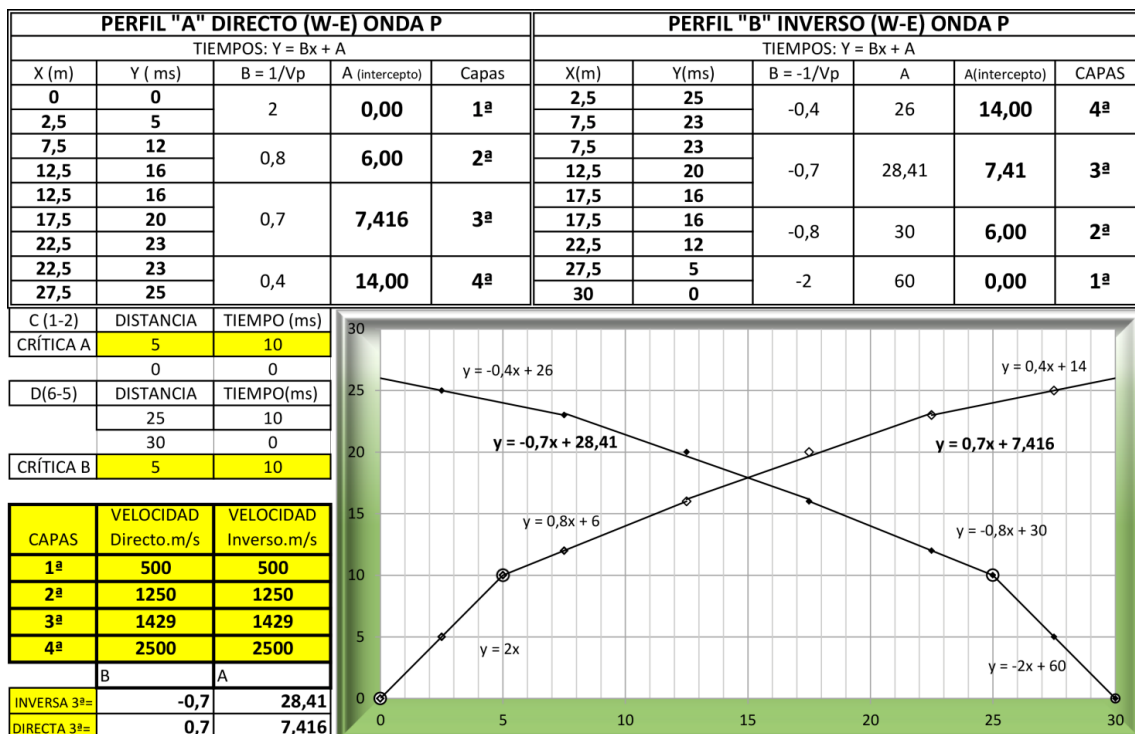 PERFIL "A" DIRECTO (W-E) ONDA P
TIEMPOS: Y = Bx + A
X (m) Y ( ms) B = 1/Vp A (intercepto) Capas
0 0 2 0,00 1ª
2,5 5
7,5 12 0,8 6,00 2ª
12,5 16
12,5 16 0,7 7,416 3ª
17,5 20
22,5 23
22,5 23 0,4 14,00 4ª
27,5 25
PERFIL "B" INVERSO (W-E) ONDA P
TIEMPOS: Y = Bx + A
X(m) Y(ms) B = -1/Vp A A(intercepto) CAPAS
2,5 25 -0,4 26 14,00 4ª
7,5 23
7,5 23 -0,7 28,41 7,41 3ª
12,5 20
17,5 16
17,5 16 -0,8 30 6,00 2ª
22,5 12
27,5 5 -2 60 0,00 1ª
30 0
C (1-2) DISTANCIA TIEMPO (ms)
CRÍTICA A 5 10
0 0
D(6-5) DISTANCIA TIEMPO(ms)
25 10
30 0
CRÍTICA B 5 10
CAPAS VELOCIDAD Directo.m/s VELOCIDAD Inverso.m/s
1ª 500 500
2ª 1250 1250
3ª 1429 1429
4ª 2500 2500
B A
INVERSA 3ª= -0,7 28,41
DIRECTA 3ª= 0,7 7,416
30
25
20
15
10
5
0
y = -0,4x + 26
y = 0,4x + 14
y = -0,7x + 28,41
y = 0,7x + 7,416
y = 0,8x + 6
y = -0,8x + 30
y = 2x
y = -2x + 60
0 5 10 15 20 25 30